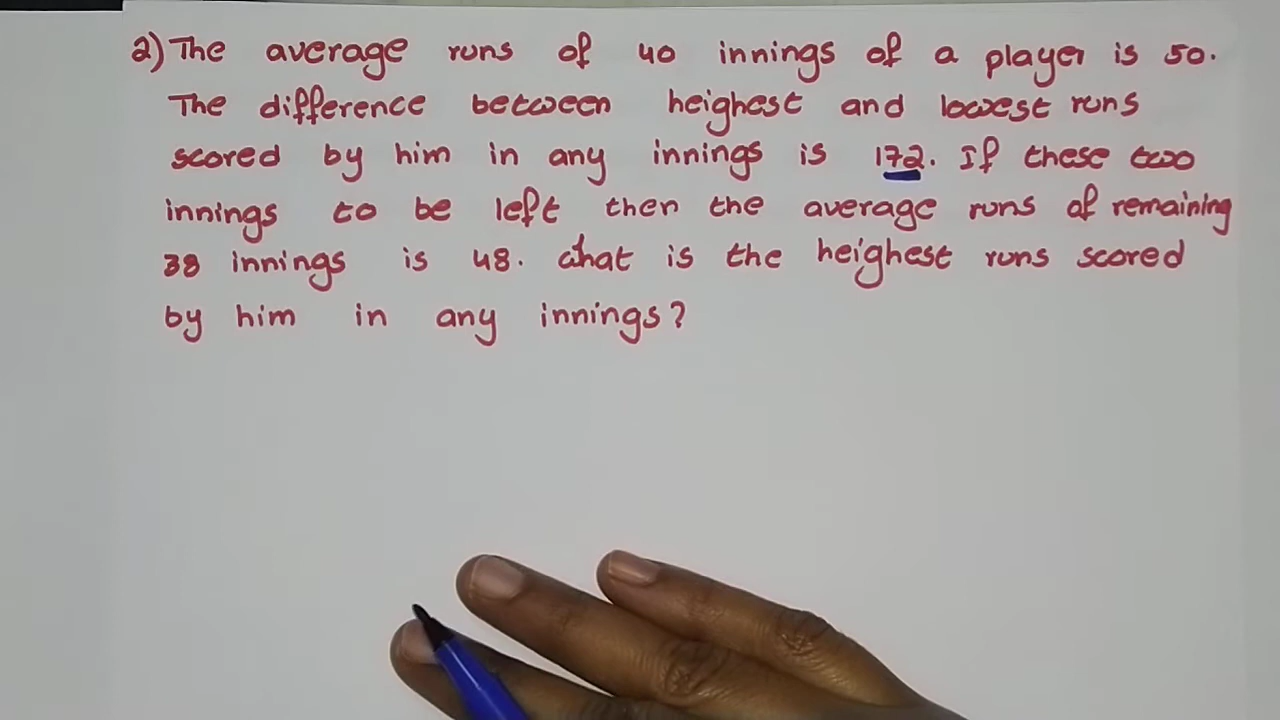 2) The average runs of 40 innings of a player is 50.
The difference between heighest and lowest runs
scored by him in any innings is 172. If these two
innings to be left then the average runs of remaining
38 innings is 48. What is the heighest runs scored
by him in any innings?